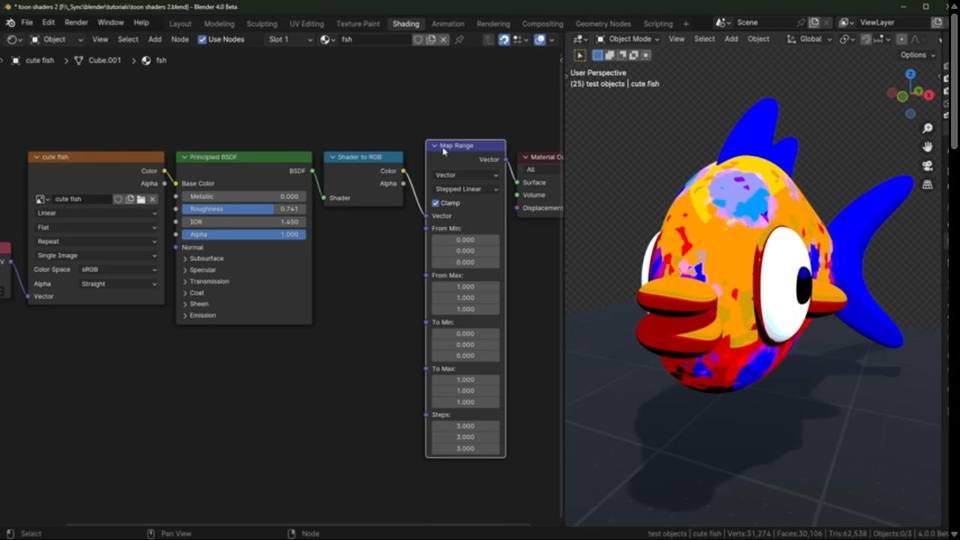 * toon shaders 2 [F:\_Sync\blender\tutorials\toon shaders 2.blend] - Blender 4.0 Beta
File Edit Render Window Help
Layout Modeling Sculpting UV Editing Texture Paint Shading Animation Rendering Compositing Geometry Nodes Scripting +
Scene
ViewLayer
Object View Select Add Node Use Nodes Slot 1 fsh
Object Mode View Select Add Object Global
cute fish > Cube.001 > fsh
Options
User Perspective
(25) test objects | cute fish
cute fish
Color
Alpha
cute fish
Linear
Flat
Repeat
Single Image
Color Space sRGB
Alpha Straight
Vector
Principled BSDF
BSDF
Base Color
Metallic 0.000
Roughness 0.741
IOR 1.450
Alpha 1.000
Normal
Subsurface
Specular
Transmission
Coat
Sheen
Emission
Shader to RGB
Color
Alpha
Shader
Map Range
Vector
Vector
Stepped Linear
Clamp
Vector
From Min:
0.000
0.000
0.000
From Max:
1.000
1.000
1.000
To Min:
0.000
0.000
0.000
To Max:
1.000
1.000
1.000
Steps:
3.000
3.000
3.000
Material O
All
Surface
Volume
Displacement
Z
Y
X
Select Pan View Node
test objects | cute fish | Verts:31,274 | Faces:30,106 | Tris:62,538 | Objects:0/3 | 4.0.0 Bet